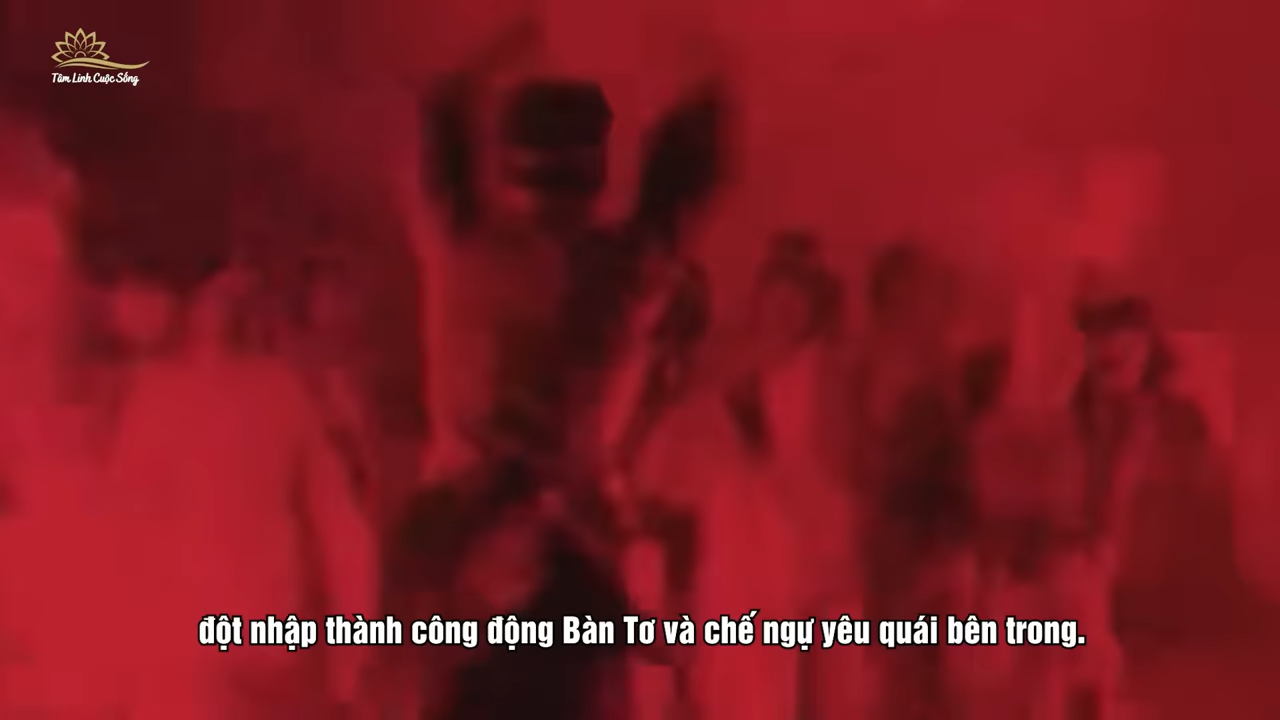 Tâm Linh Cuộc Sống
đột nhập thành công động Bàn Tơ và chế ngự yêu quái bên trong.